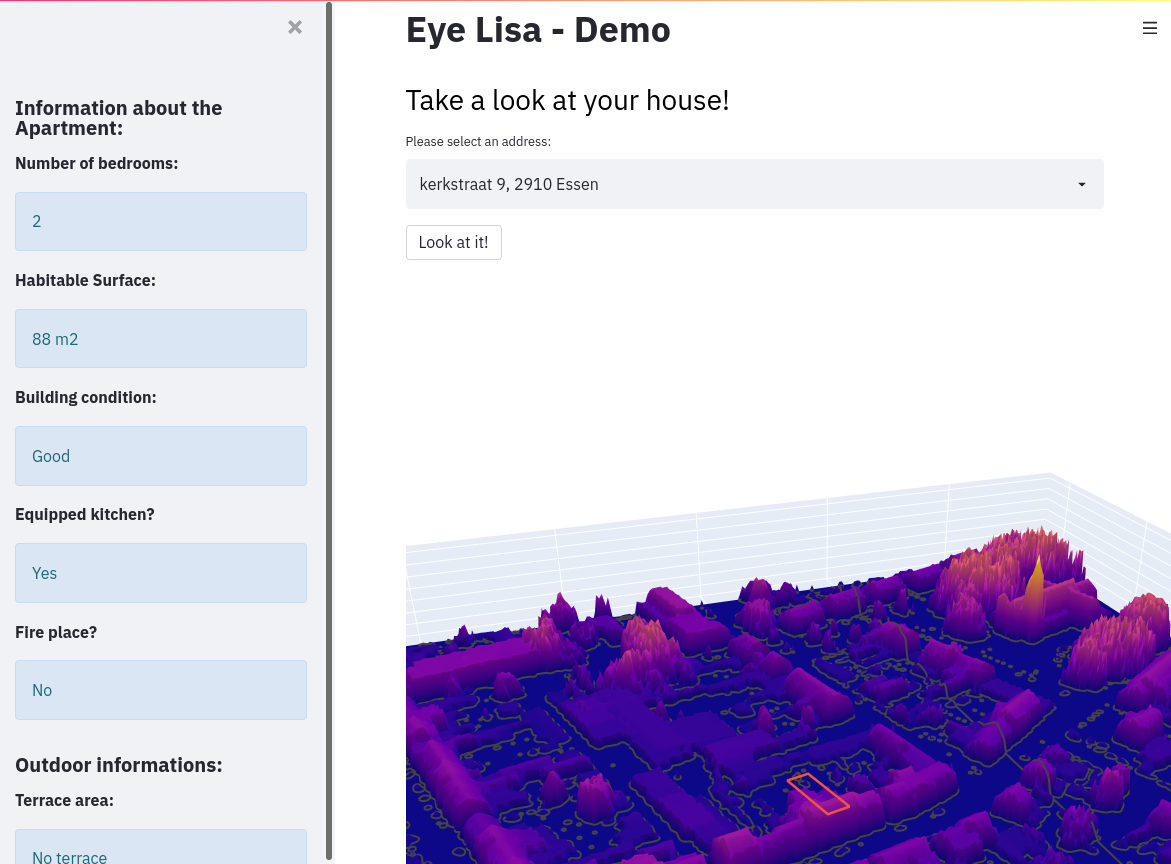 Information about the
Apartment:
Number of bedrooms:
2
Habitable Surface:
88 m2
Building condition:
Good
Equipped kitchen?
Yes
Fire place?
No
Outdoor informations:
Terrace area:
No terrace
Eye Lisa - Demo
Take a look at your house!
Please select an address:
kerkstraat 9, 2910 Essen
Look at it!